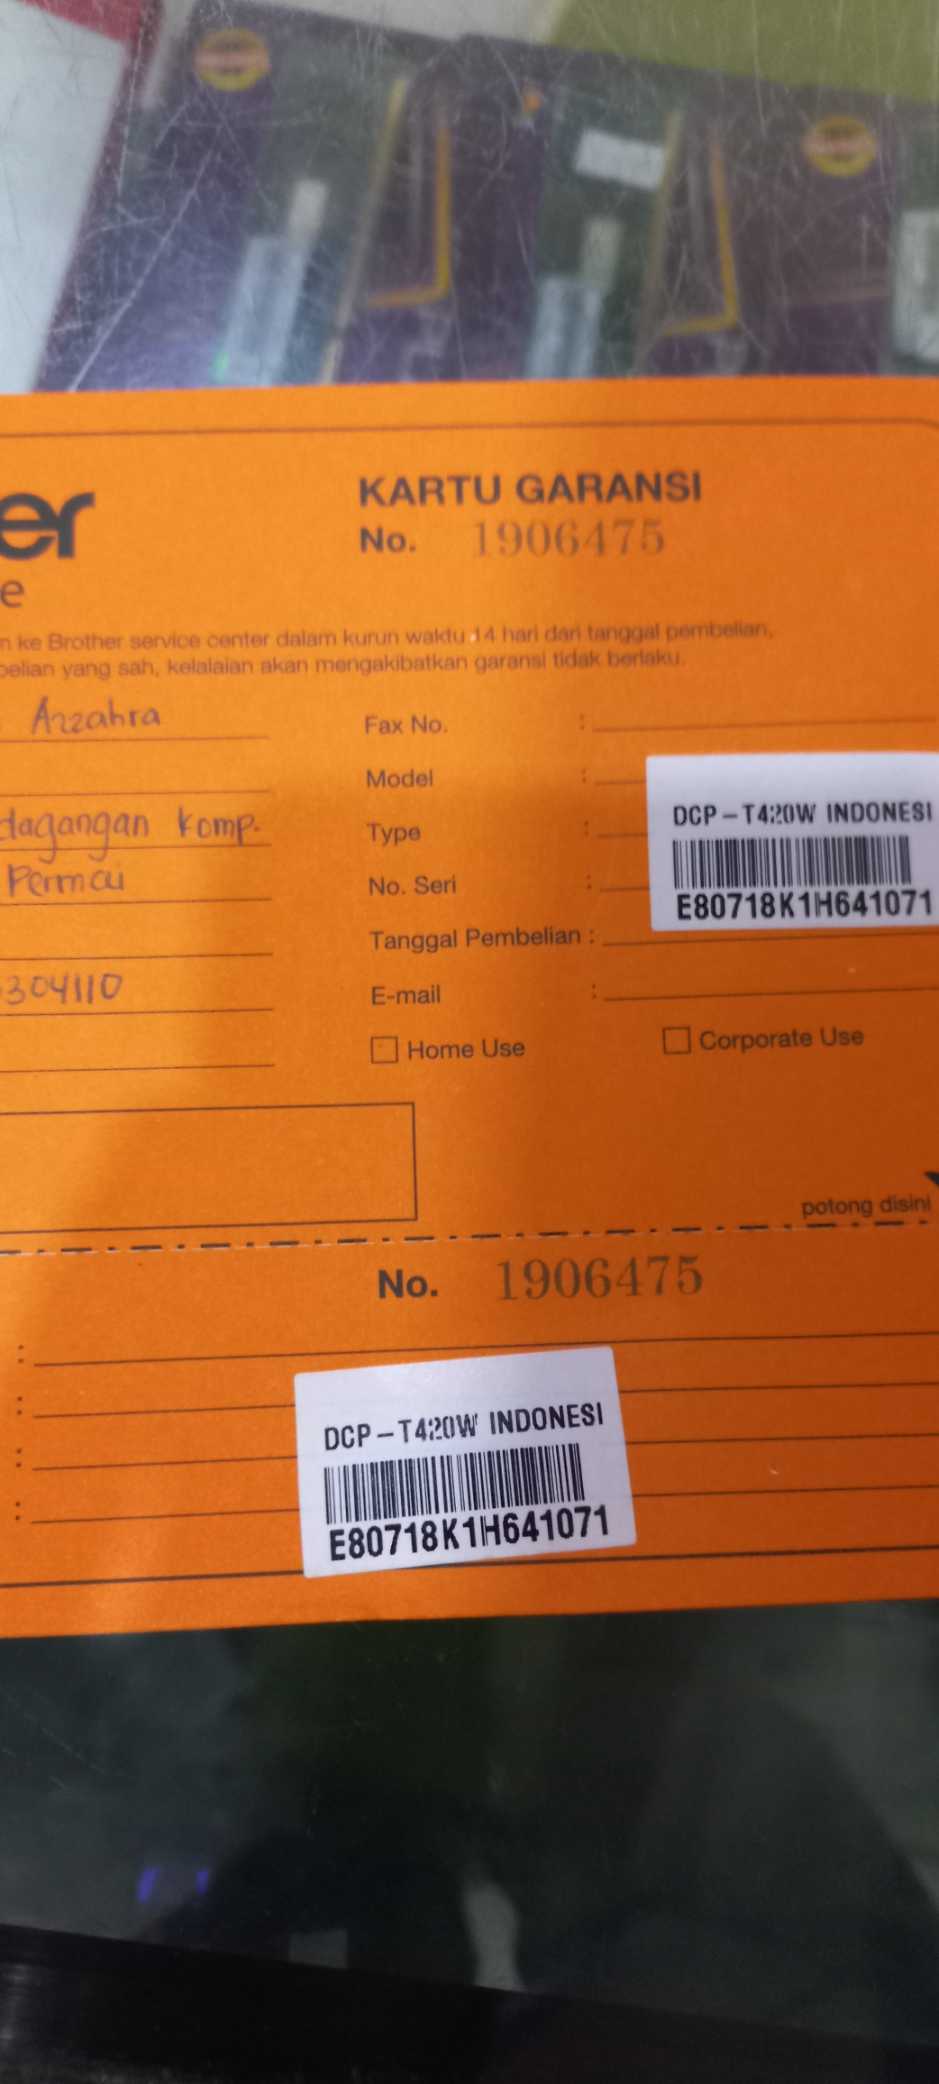 er
KARTU GARANSI
No. 1906475
e
n ke Brother service center dalam kurun waktu 14 hari dari tanggal pembelian,
belian yang sah, kelalaian akan mengakibatkan garansi tidak berlaku.
Azzahra
Fax No. :
Model :
DCP-T420W INDONESI
dagangan komp.
Type :
Permai
No. Seri :
E80718K1H641071
Tanggal Pembelian :
304110
E-mail :
Home Use
Corporate Use
potong disini
No. 1906475
:
:
:
:
DCP-T420W INDONESI
E80718K1H641071